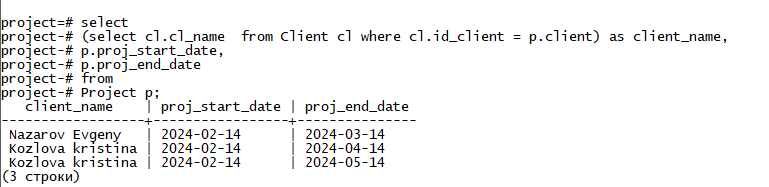 project=# select
project-# (select cl.cl_name  from Client cl where cl.id_client = p.client) as client_name,
project-# p.proj_start_date,
project-# p.proj_end_date
project-# from
project-# Project p;
   client_name    | proj_start_date | proj_end_date
------------------+-----------------+---------------
 Nazarov Evgeny   | 2024-02-14      | 2024-03-14
 Kozlova kristina | 2024-02-14      | 2024-04-14
 Kozlova kristina | 2024-02-14      | 2024-05-14
(3 строки)